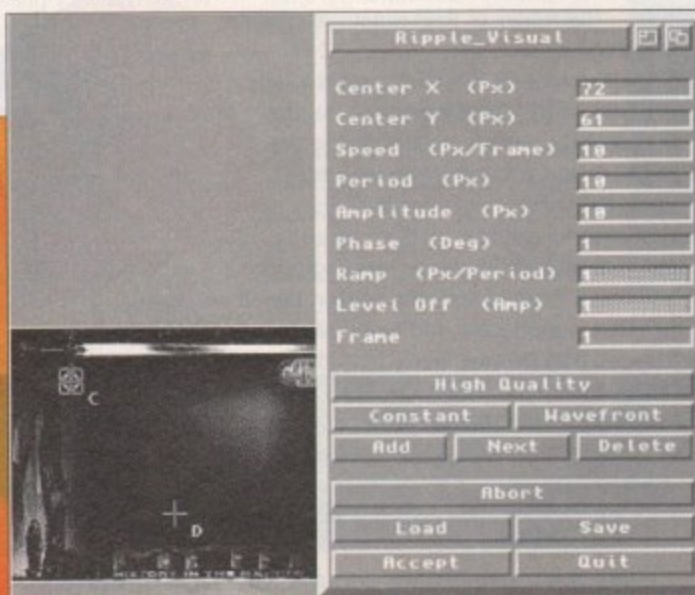 Ripple_Visual
Center X (Px) 72
Center Y (Px) 61
Speed (Px/Frame) 10
Period (Px) 10
Amplitude (Px) 10
Phase (Deg) 1
Ramp (Px/Period) 1
Level Off (Amp) 1
Frame 1
High Quality
Constant Wavefront
Add Next Delete
Abort
Load Save
Accept Quit
C
D